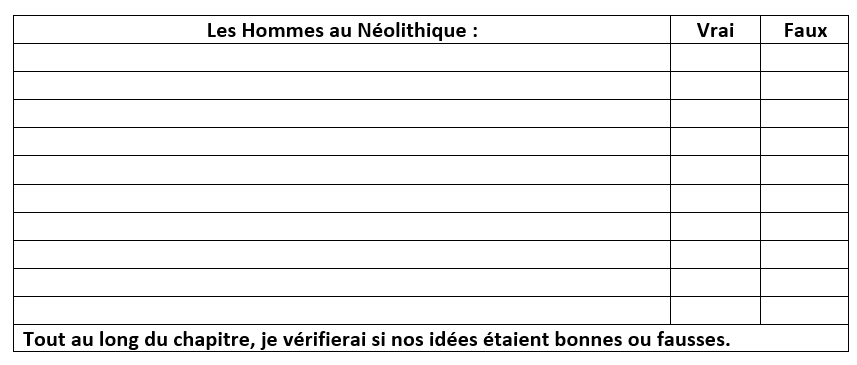 Les Hommes au Néolithique : Vrai Faux
Tout au long du chapitre, je vérifierai si nos idées étaient bonnes ou fausses.